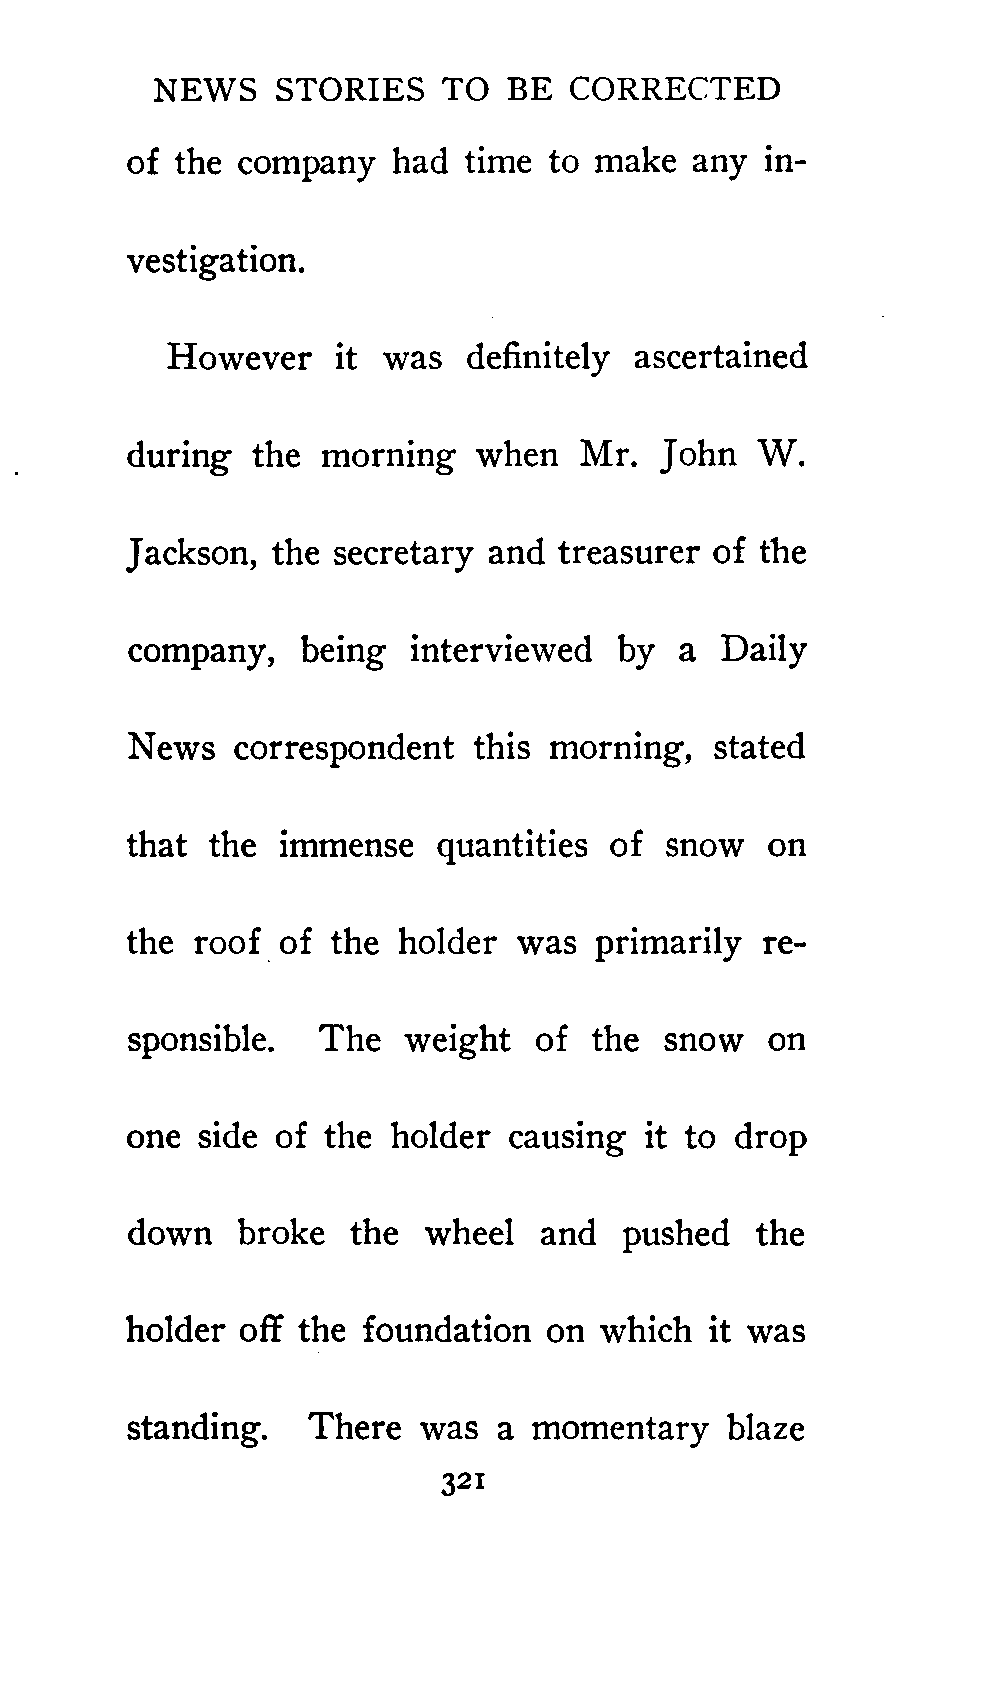 NEWS STORIES TO BE CORRECTED
of the company had time to make any in-
vestigation.
However it was definitely ascertained
during the morning when Mr. John W.
Jackson, the secretary and treasurer of the
company, being interviewed by a Daily
News correspondent this morning, stated
that the immense quantities of snow on
the roof of the holder was primarily re-
sponsible. The weight of the snow on
one side of the holder causing it to drop
down broke the wheel and pushed the
holder off the foundation on which it was
standing. There was a momentary blaze
321